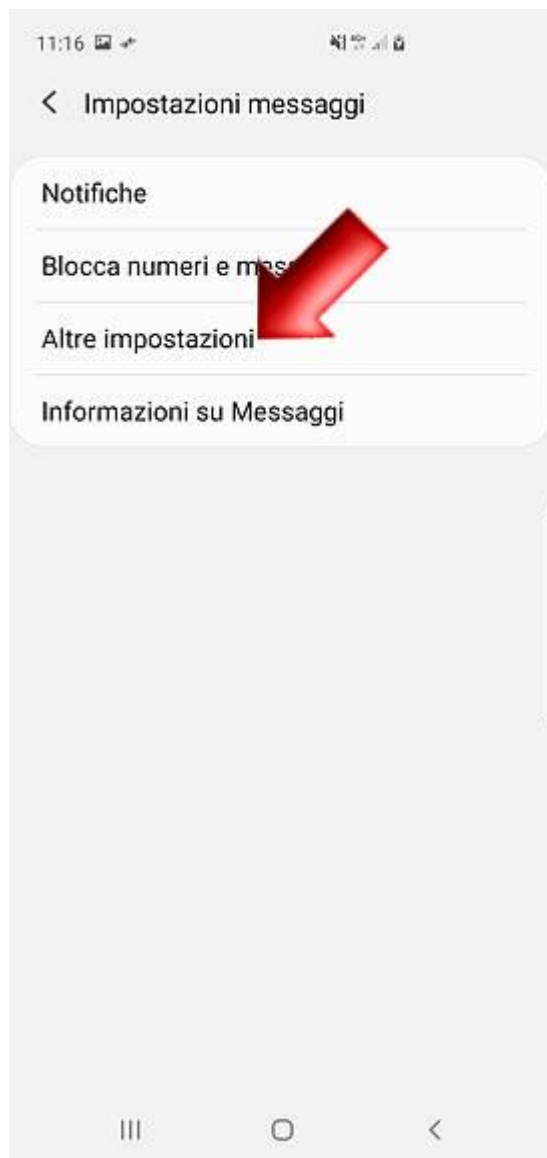 11:16
Impostazioni messaggi
Notifiche
Blocca numeri e
Altre impostazioni
Informazioni su Messaggi